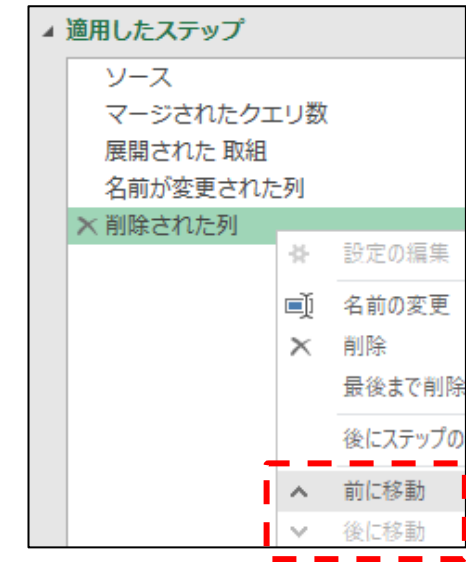 適用したステップ
ソース
マージされたクエリ数
展開された 取組
名前が変更された列
削除された列
設定の編集
名前の変更
削除
最後まで削除
後にステップの
前に移動
後に移動